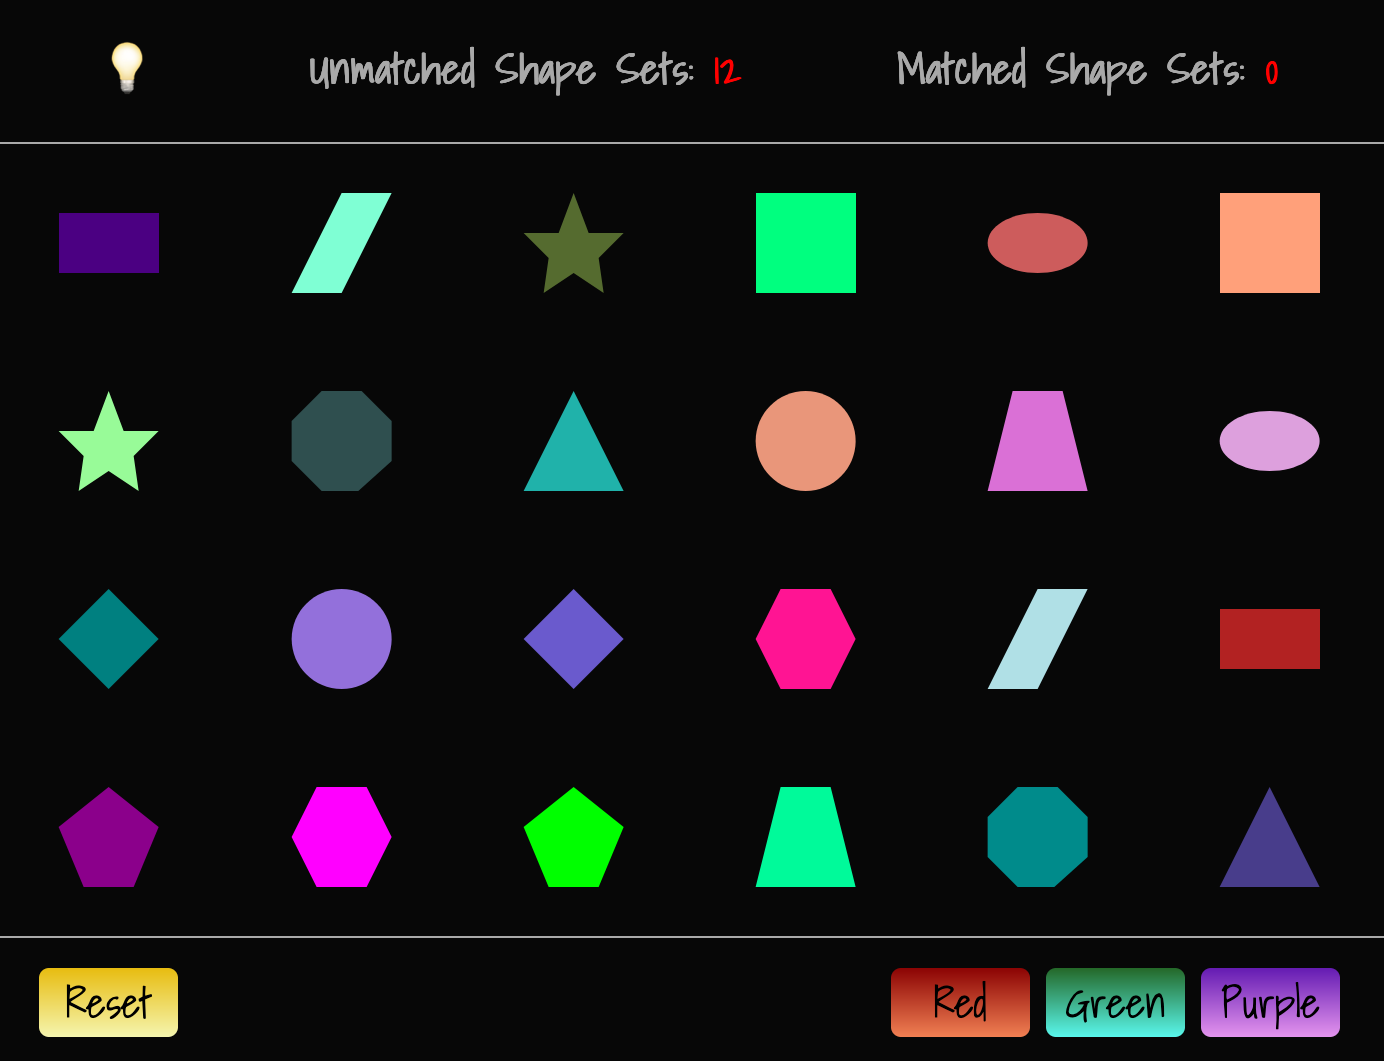 Unmatched Shape Sets: 12
Matched Shape Sets: 0
Reset
Red
Green
Purple